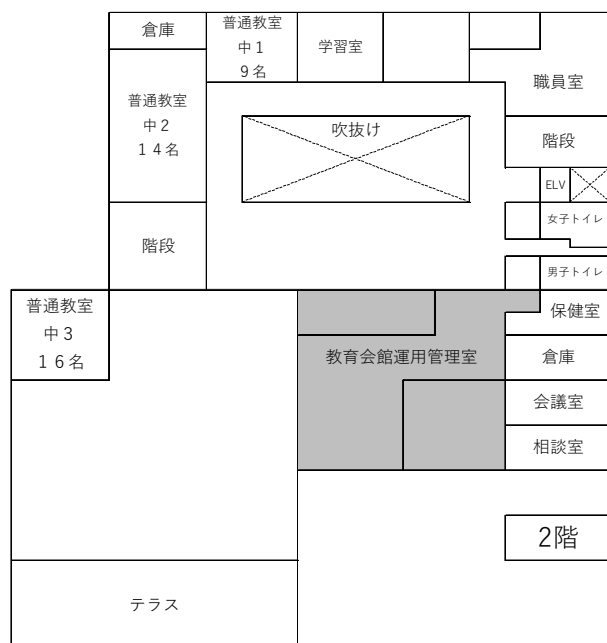 倉庫
普通教室
中１
９名
学習室
職員室
普通教室
中２
１４名
吹抜け
階段
ELV
女子トイレ
階段
男子トイレ
普通教室
中３
１６名
保健室
教育会館運用管理室
倉庫
会議室
相談室
2階
テラス